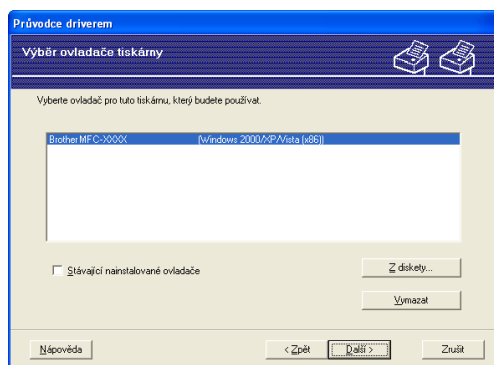 Průvodce driverem
Výběr ovladače tiskárny
Vyberte ovladač pro tuto tiskárnu, který budete používat.
Brother MFC-XXXX (Windows 2000/XP/Vista (x86))
Stávající nainstalované ovladače
Z diskety...
Vymazat
Nápověda < Zpět Další > Zrušit